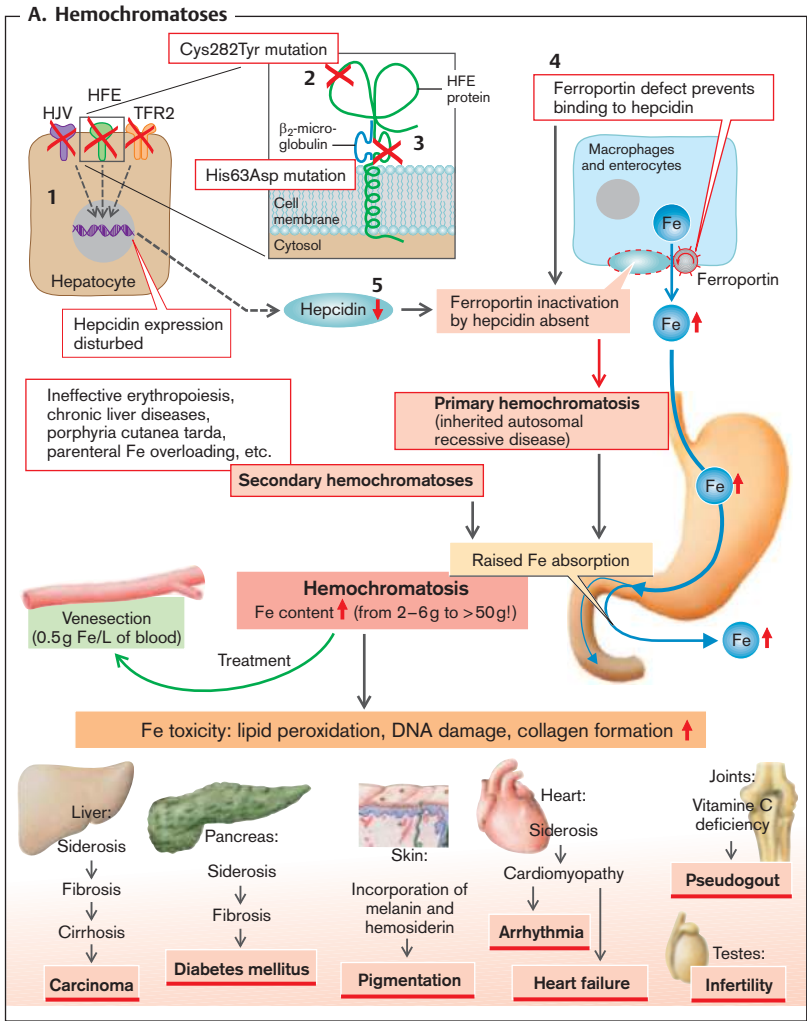 A. Hemochromatoses
Cys282Tyr mutation
HJV
HFE
TFR2
1
Hepatocyte
Hepcidin expression
disturbed
2
HFE
protein
β2-micro-
globulin
3
His63Asp mutation
Cell
membrane
Cytosol
4
Ferroportin defect prevents
binding to hepcidin
Macrophages
and enterocytes
Fe
Ferroportin
5
Hepcidin
Ferroportin inactivation
by hepcidin absent
Fe
Ineffective erythropoiesis,
chronic liver diseases,
porphyria cutanea tarda,
parenteral Fe overloading, etc.
Primary hemochromatosis
(inherited autosomal
recessive disease)
Secondary hemochromatoses
Fe
Raised Fe absorption
Hemochromatosis
Fe content (from 2–6g to >50g!)
Venesection
(0.5g Fe/L of blood)
Treatment
Fe
Fe toxicity: lipid peroxidation, DNA damage, collagen formation
Liver:
Siderosis
Fibrosis
Cirrhosis
Carcinoma
Pancreas:
Siderosis
Fibrosis
Diabetes mellitus
Skin:
Incorporation of
melanin and
hemosiderin
Pigmentation
Heart:
Siderosis
Cardiomyopathy
Arrhythmia
Heart failure
Joints:
Vitamine C
deficiency
Pseudogout
Testes:
Infertility